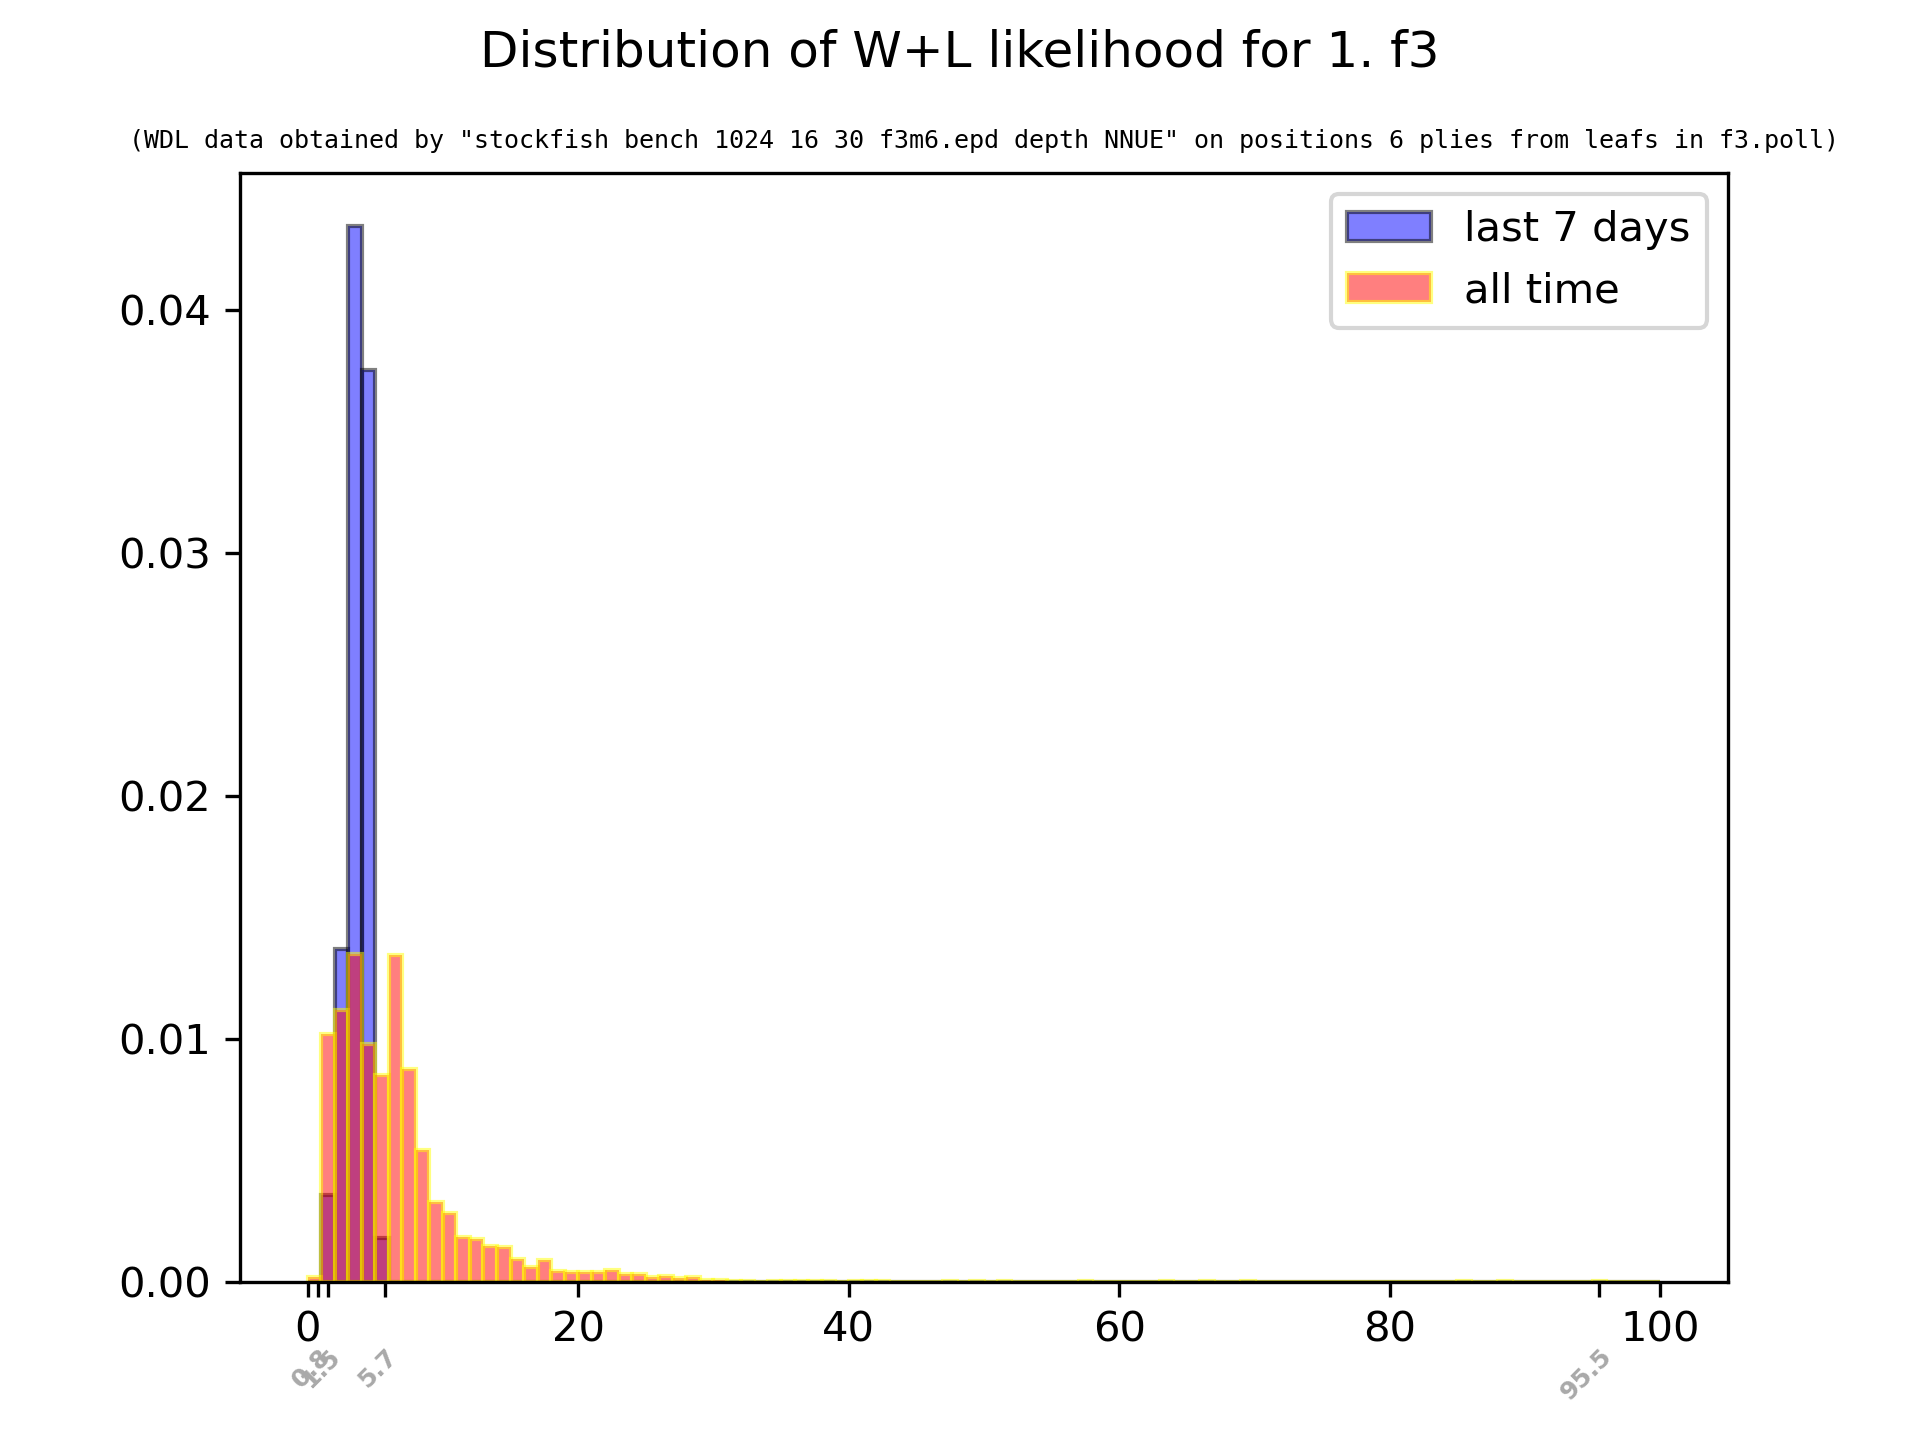 Distribution of W+L likelihood for 1. f3
(WDL data obtained by "stockfish bench 1024 16 30 f3m6.epd depth NNUE" on positions 6 plies from leafs in f3.poll)
last 7 days
all time
0.04
0.03
0.02
0.01
0.00
0 20 40 60 80 100
0.8 1.5 5.7 95.5